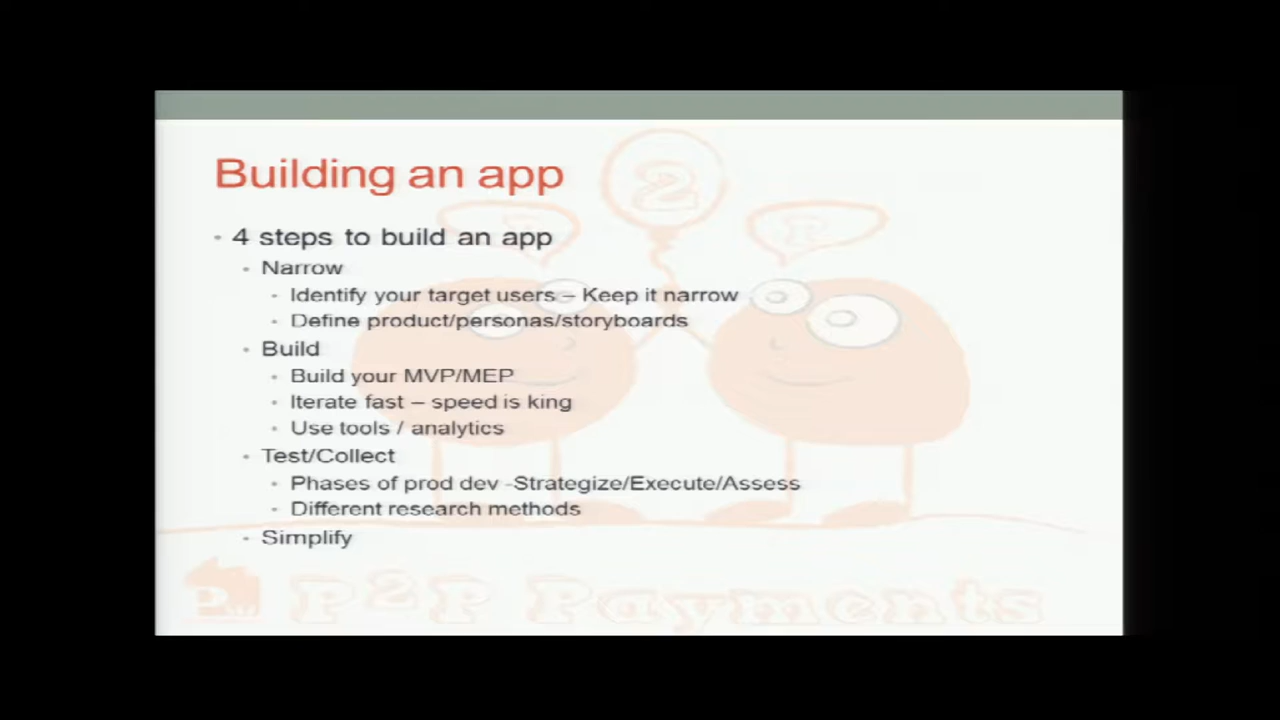 Building an app
4 steps to build an app
Narrow
Identify your target users – Keep it narrow
Define product/personas/storyboards
Build
Build your MVP/MEP
Iterate fast – speed is king
Use tools / analytics
Test/Collect
Phases of prod dev -Strategize/Execute/Assess
Different research methods
Simplify
2
P P
P2P Payments